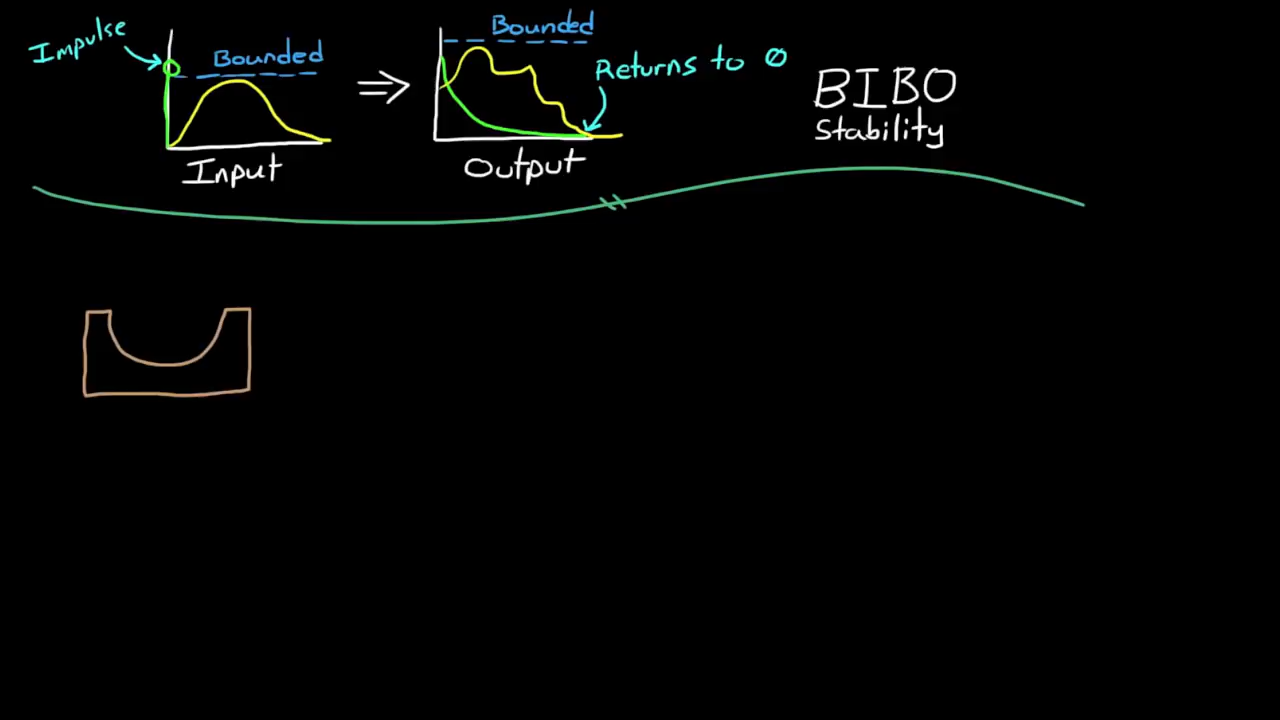 Impulse
Bounded
Input
⇒
Bounded
Returns to 0
Output
BIBO
Stability